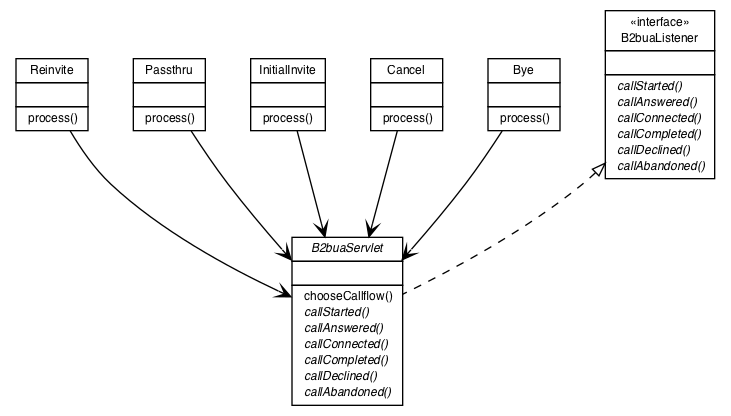 «interface»
B2buaListener
callStarted()
callAnswered()
callConnected()
callCompleted()
callDeclined()
callAbandoned()
Reinvite
process()
Passthru
process()
InitialInvite
process()
Cancel
process()
Bye
process()
B2buaServlet
chooseCallflow()
callStarted()
callAnswered()
callConnected()
callCompleted()
callDeclined()
callAbandoned()